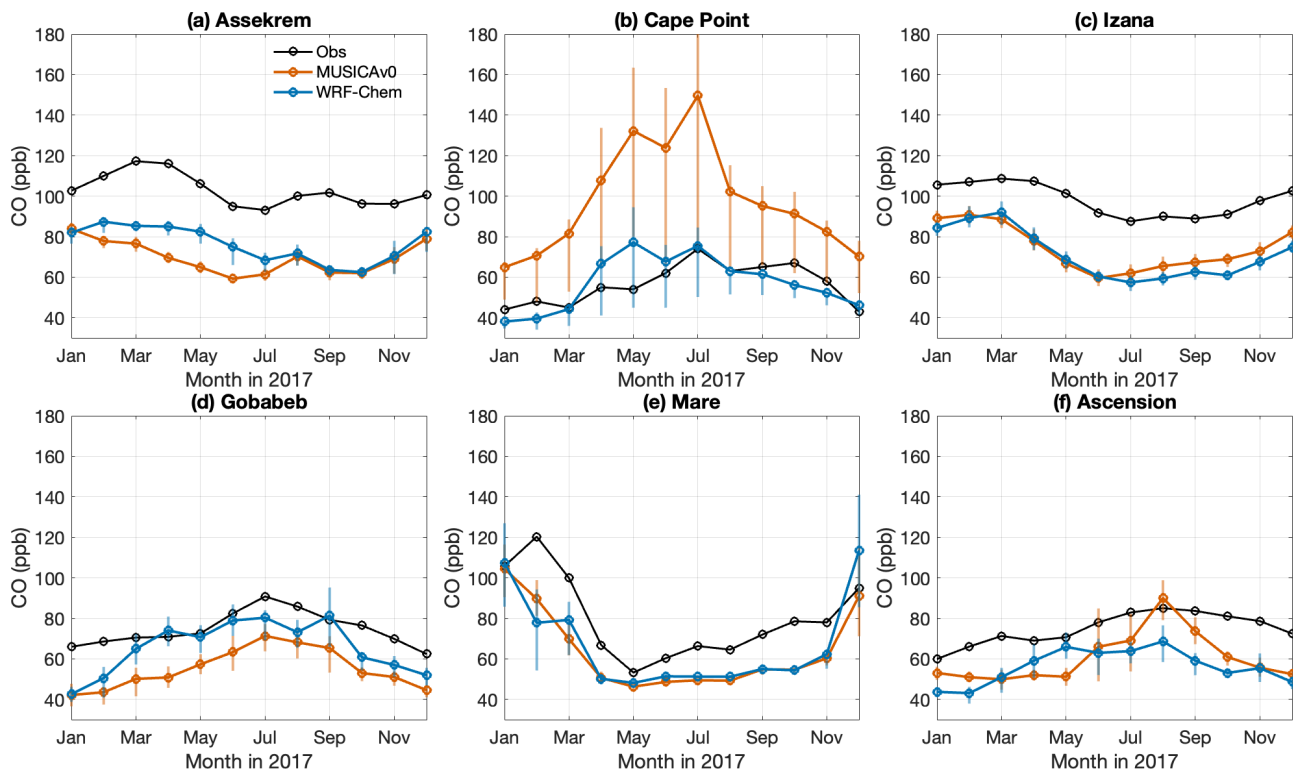 (a) Assekrem
180
160
140
120
100
80
60
40
CO (ppb)
Obs
MUSICAv0
WRF-Chem
Jan Mar May Jul Sep Nov
Month in 2017
(b) Cape Point
180
160
140
120
100
80
60
40
CO (ppb)
Jan Mar May Jul Sep Nov
Month in 2017
(c) Izana
180
160
140
120
100
80
60
40
CO (ppb)
Jan Mar May Jul Sep Nov
Month in 2017
(d) Gobabeb
180
160
140
120
100
80
60
40
CO (ppb)
Jan Mar May Jul Sep Nov
Month in 2017
(e) Mare
180
160
140
120
100
80
60
40
CO (ppb)
Jan Mar May Jul Sep Nov
Month in 2017
(f) Ascension
180
160
140
120
100
80
60
40
CO (ppb)
Jan Mar May Jul Sep Nov
Month in 2017